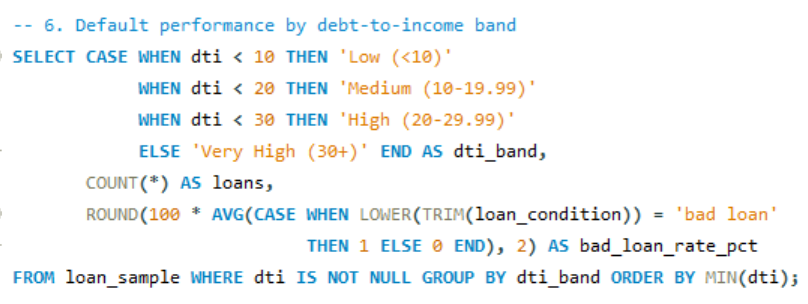 -- 6. Default performance by debt-to-income band
SELECT CASE WHEN dti < 10 THEN 'Low (<10)'
WHEN dti < 20 THEN 'Medium (10-19.99)'
WHEN dti < 30 THEN 'High (20-29.99)'
ELSE 'Very High (30+)' END AS dti_band,
COUNT(*) AS loans,
ROUND(100 * AVG(CASE WHEN LOWER(TRIM(loan_condition)) = 'bad loan'
THEN 1 ELSE 0 END), 2) AS bad_loan_rate_pct
FROM loan_sample WHERE dti IS NOT NULL GROUP BY dti_band ORDER BY MIN(dti);